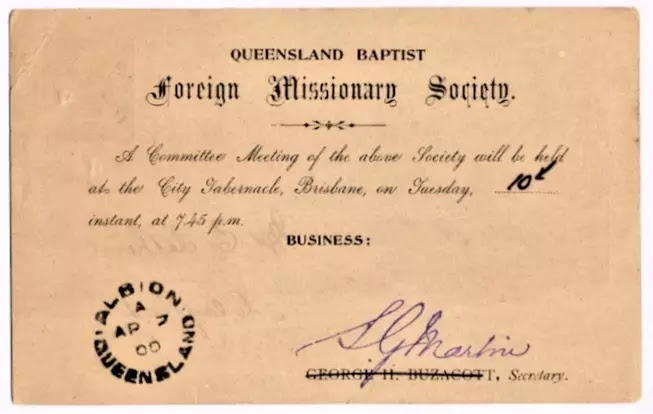 QUEENSLAND BAPTIST
Foreign Missionary Society.
A Committee Meeting of the above Society will be held
at the City Tabernacle, Brisbane, on Tuesday, 10th
instant, at 7.45 p.m.
BUSINESS:
ALBION
A
AP 7
00
QUEENSLAND
S G Martin
GEORGE H. BUZACOTT, Secretary.